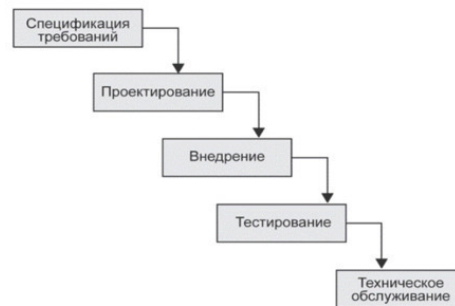 Спецификация
требований
Проектирование
Внедрение
Тестирование
Техническое
обслуживание